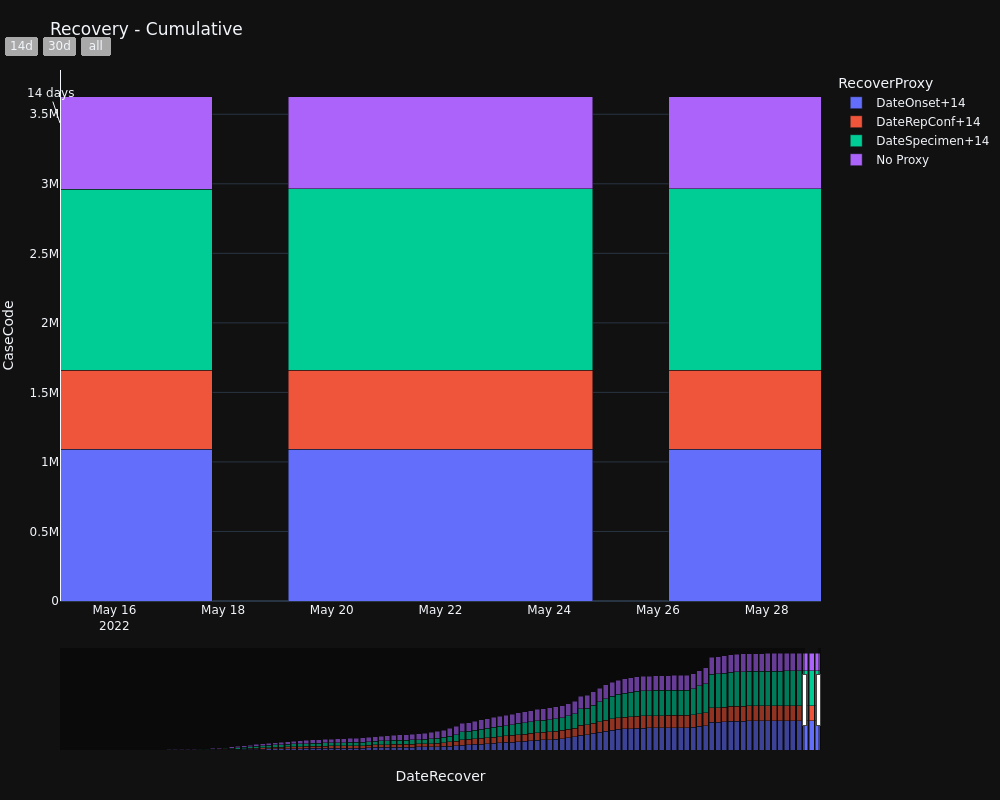 Recovery - Cumulative
14d 30d all
14 days
RecoverProxy
DateOnset+14
DateRepConf+14
DateSpecimen+14
No Proxy
3.5M
3M
2.5M
2M
1.5M
1M
0.5M
0
CaseCode
May 16 May 18 May 20 May 22 May 24 May 26 May 28
2022
DateRecover